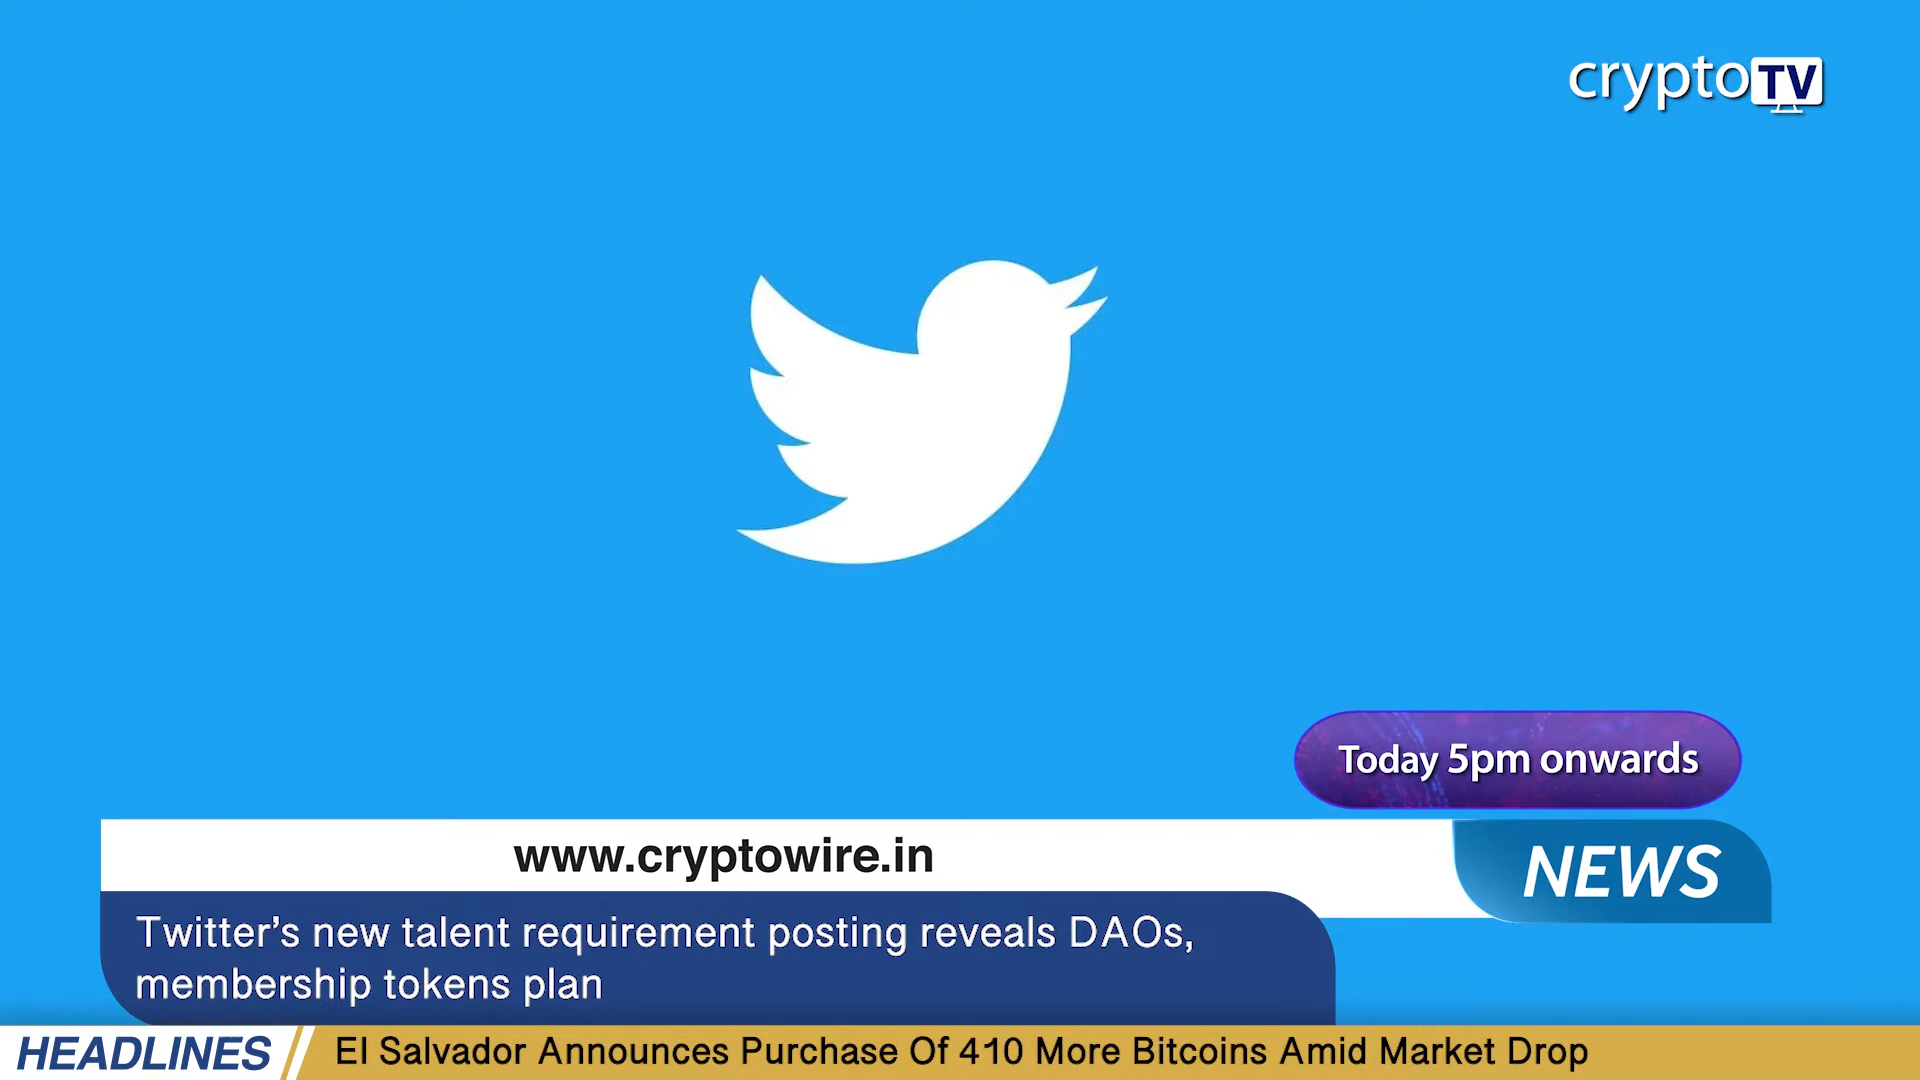 cryptoTV
Today 5pm onwards
www.cryptowire.in
NEWS
Twitter’s new talent requirement posting reveals DAOs,
membership tokens plan
HEADLINES
El Salvador Announces Purchase Of 410 More Bitcoins Amid Market Drop